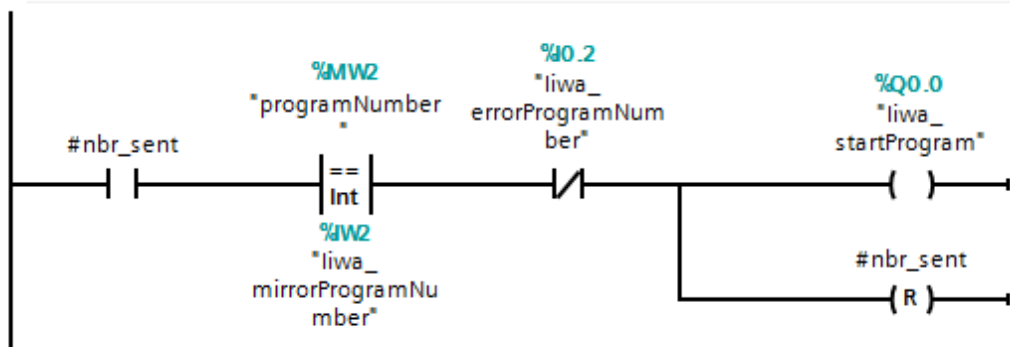 %I0.2
%MW2
"Iiwa_
%Q0.0
"programNumber
errorProgramNum
"Iiwa_
"
ber"
startProgram"
#nbr_sent
==
Int
( )
%IW2
"Iiwa_
#nbr_sent
mirrorProgramNu
( R )
mber"